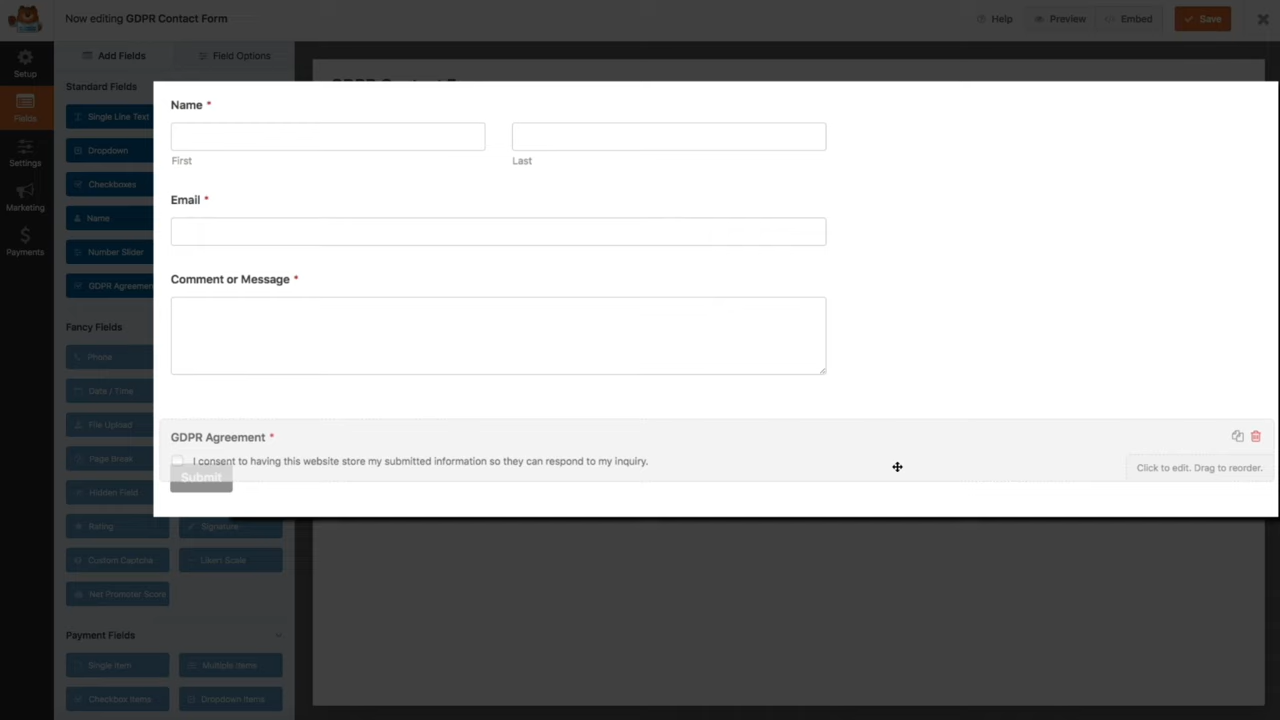 Now editing GDPR Contact Form
Help
Preview
Embed
Save
Setup
Fields
Settings
Marketing
Payments
Add Fields
Field Options
Standard Fields
Single Line Text
Dropdown
Checkboxes
Name
Number Slider
GDPR Agreemen
Fancy Fields
Phone
Date / Time
File Upload
Page Break
Hidden Field
Rating
Signature
Custom Captcha
Likert Scale
Net Promoter Score
Payment Fields
Single Item
Multiple Items
Checkbox Items
Dropdown Items
Name *
First
Last
Email *
Comment or Message *
GDPR Agreement *
I consent to having this website store my submitted information so they can respond to my inquiry.
Click to edit. Drag to reorder.
Submit